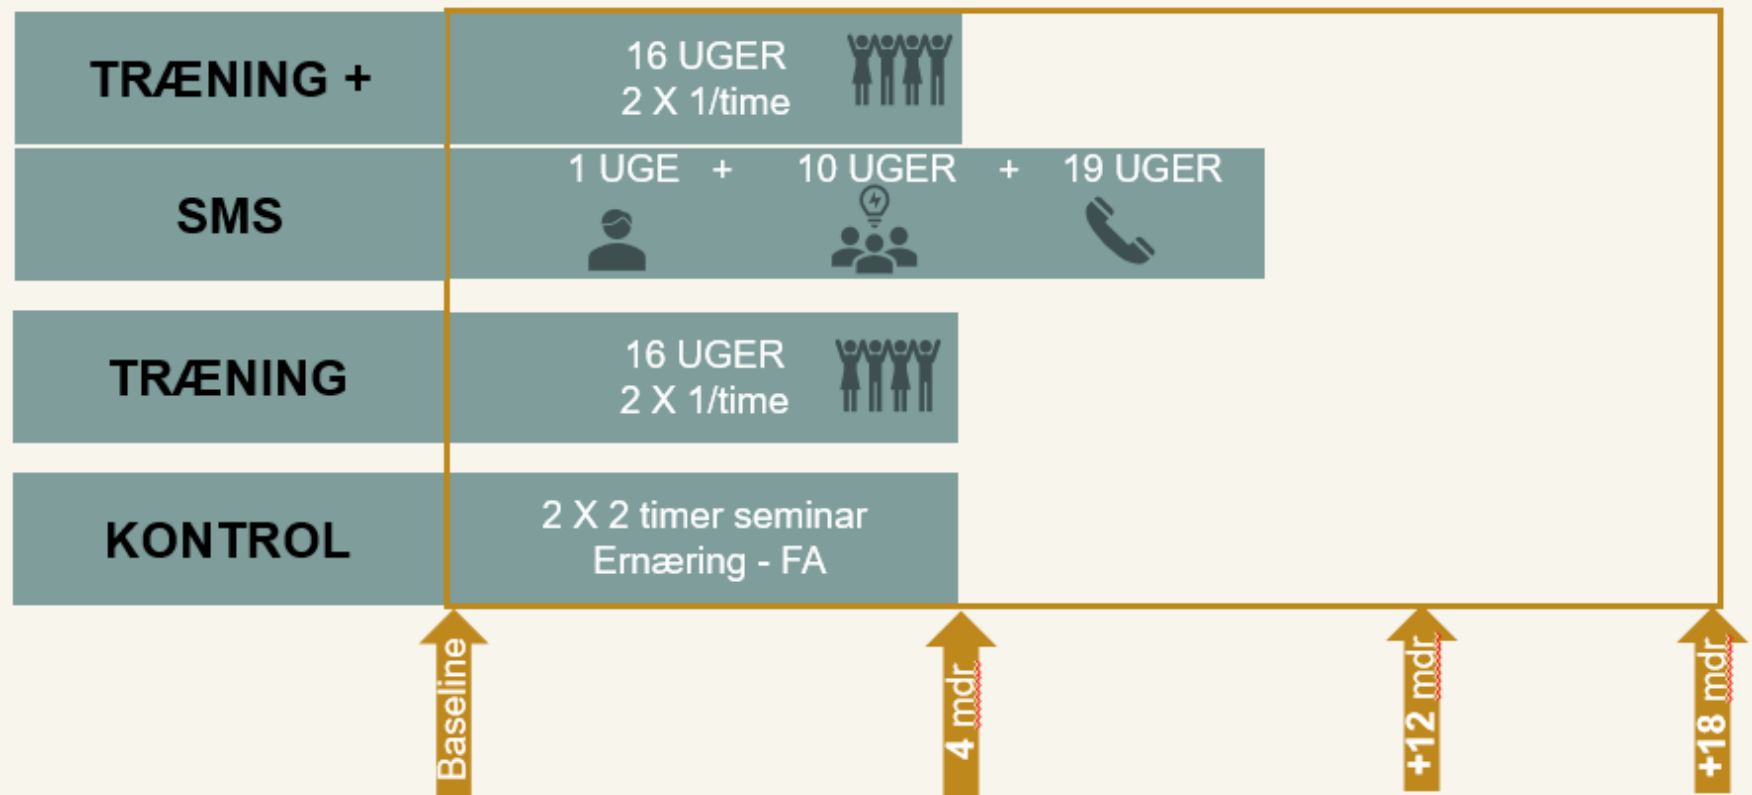 TRÆNING +
16 UGER
2 X 1/time
SMS
1 UGE + 10 UGER + 19 UGER
TRÆNING
16 UGER
2 X 1/time
KONTROL
2 X 2 timer seminar
Ernæring - FA
Baseline
4 mdr.
+12 mdr.
+18 mdr.